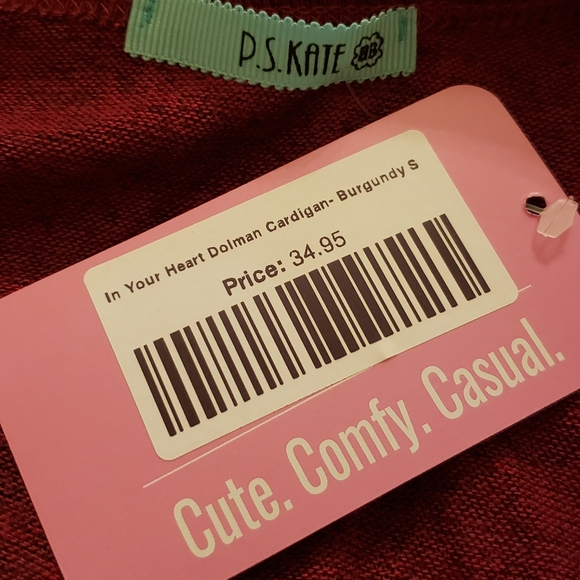 P.S.KATE
In Your Heart Dolman Cardigan- Burgundy S
Price: 34.95
Cute. Comfy. Casual.